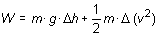 W = m·g·Δh + 1/2 m·Δ (v²)